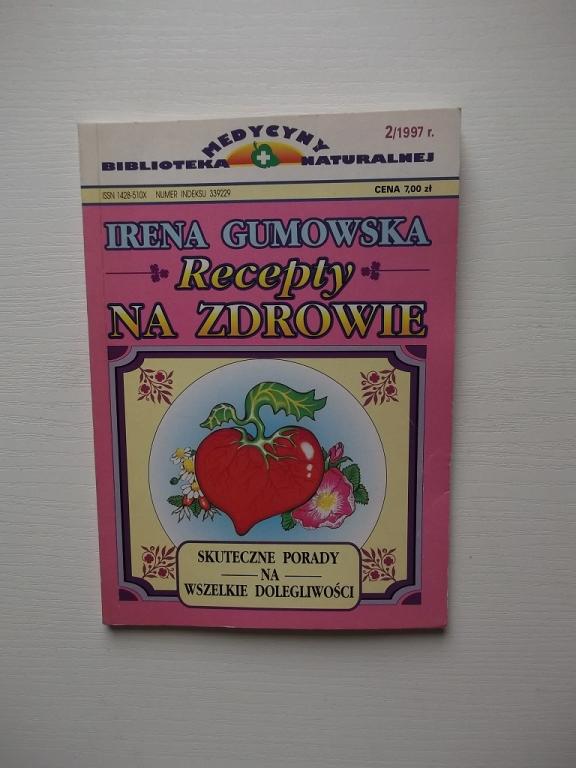 MEDYCYNY
BIBLIOTEKA NATURALNEJ
2/1997 r.
ISSN 1428-510X NUMER INDEKSU 339229
CENA 7,00 zł
IRENA GUMOWSKA
Recepty
NA ZDROWIE
SKUTECZNE PORADY
NA
WSZELKIE DOLEGLIWOŚCI